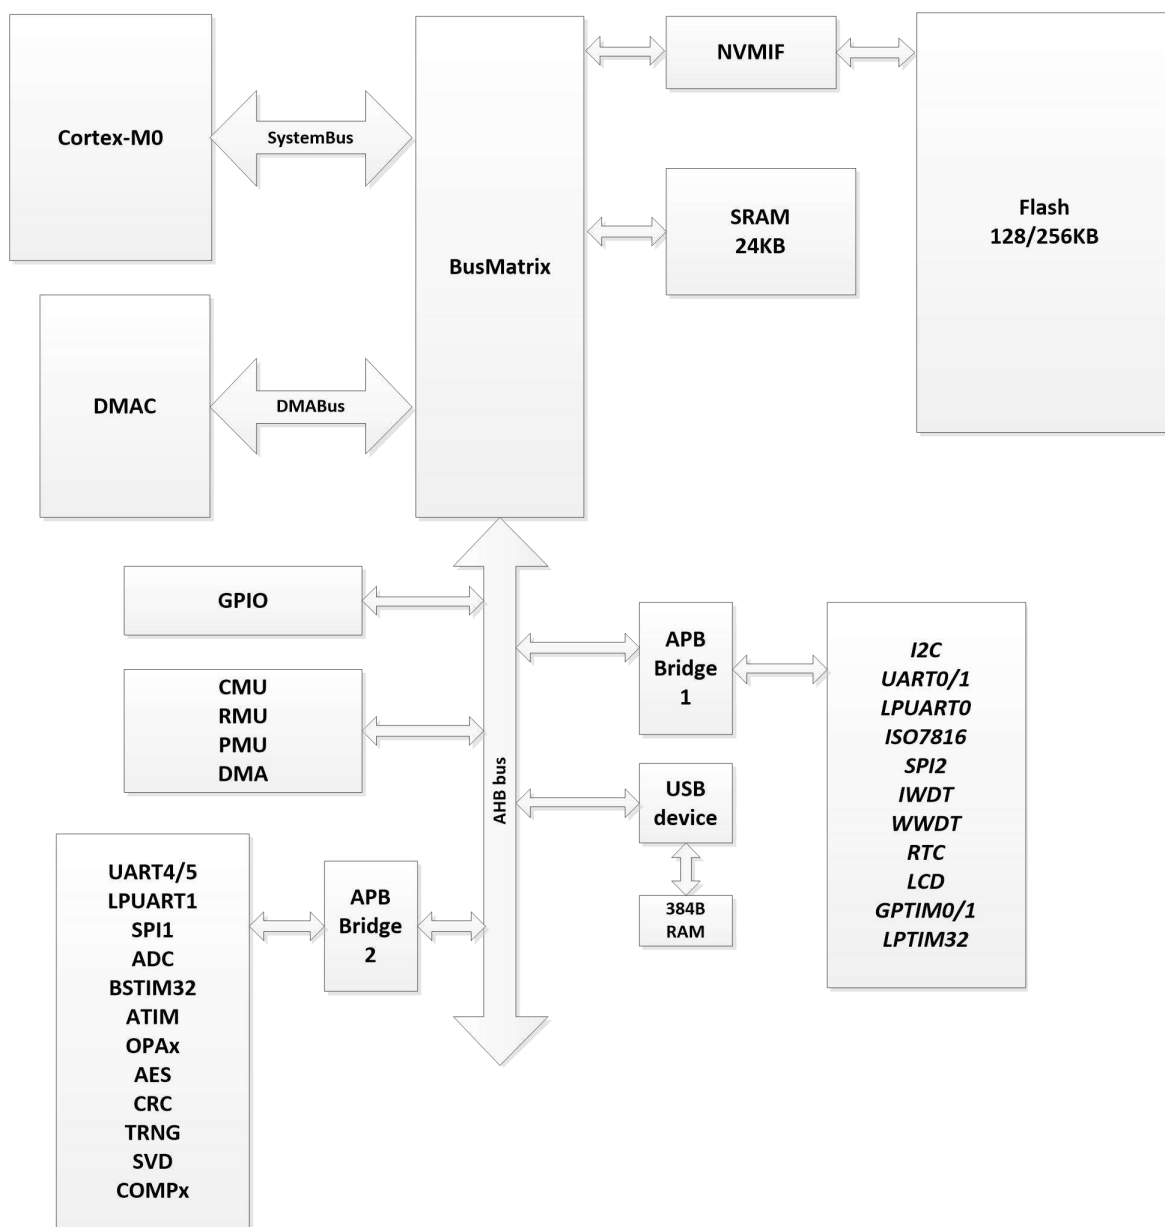 Cortex-M0
SystemBus
BusMatrix
NVMIF
Flash
128/256KB
SRAM
24KB
DMAC
DMABus
GPIO
CMU
RMU
PMU
DMA
AHB bus
APB
Bridge
1
I2C
UART0/1
LPUART0
ISO7816
SPI2
IWDT
WWDT
RTC
LCD
GPTIM0/1
LPTIM32
USB
device
384B
RAM
APB
Bridge
2
UART4/5
LPUART1
SPI1
ADC
BSTIM32
ATIM
OPAx
AES
CRC
TRNG
SVD
COMPx